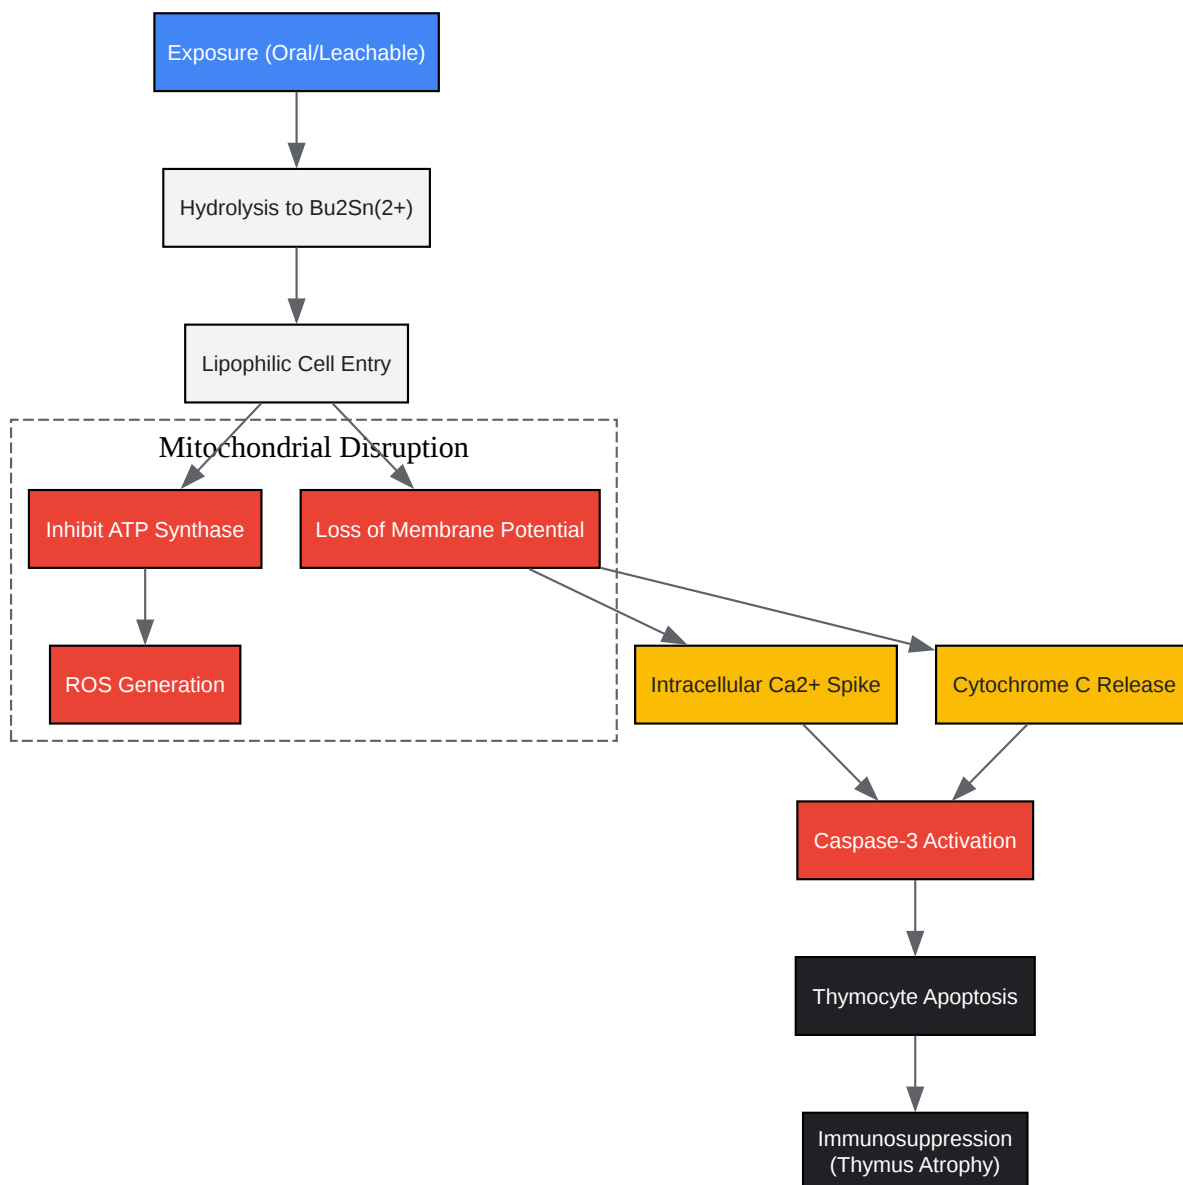 Exposure (Oral/Leachable)
Hydrolysis to Bu2Sn(2+)
Lipophilic Cell Entry
Mitochondrial Disruption
Inhibit ATP Synthase
Loss of Membrane Potential
ROS Generation
Intracellular Ca2+ Spike
Cytochrome C Release
Caspase-3 Activation
Thymocyte Apoptosis
Immunosuppression
(Thymus Atrophy)